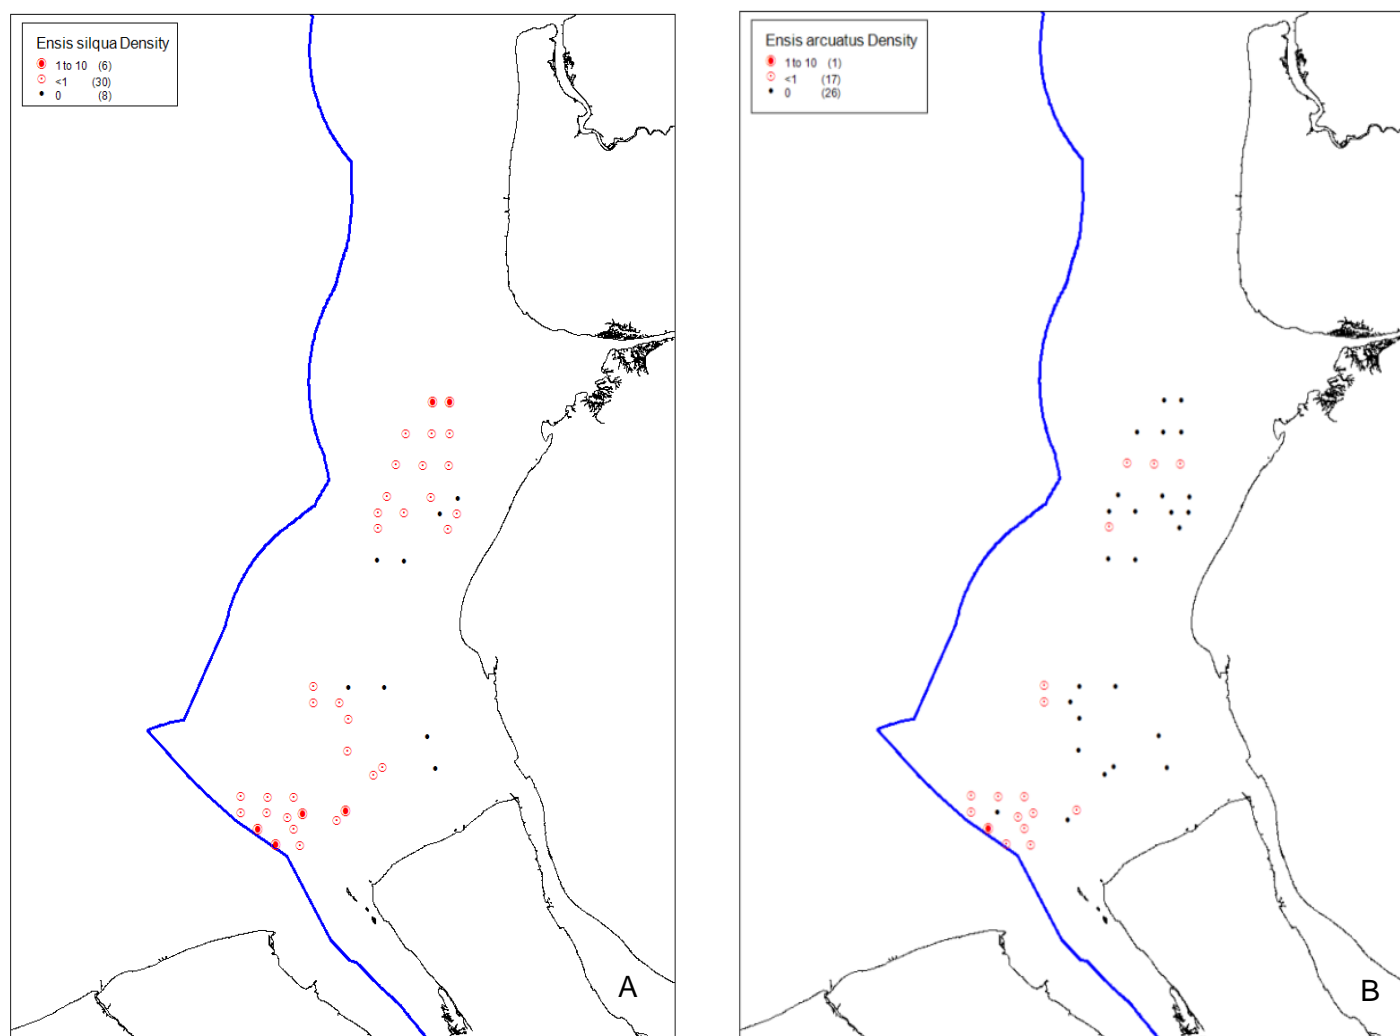 Ensis silqua Density
1 to 10 (6)
<1 (30)
0 (8)
A
Ensis arcuatus Density
1 to 10 (1)
<1 (17)
0 (26)
B